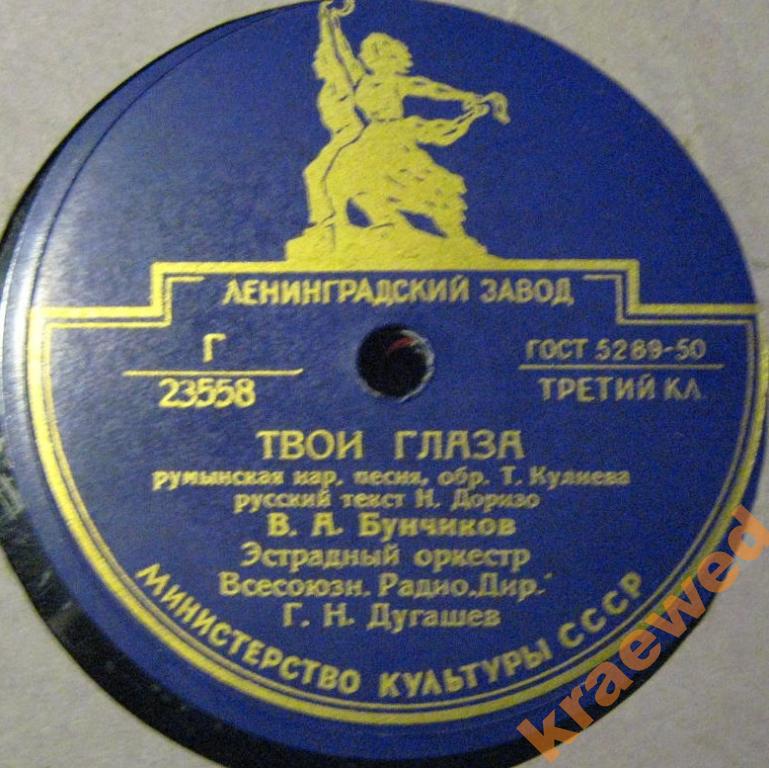 ЛЕНИНГРАДСКИЙ ЗАВОД
Г
23558
ГОСТ 5289-50
ТРЕТИЙ КЛ.
ТВОИ ГЛАЗА
румынская нар. песня, обр. Т. Кулиева
русский текст Н. Доризо
В. А. Бунчиков
Эстрадный оркестр
Всесоюзн. Радио. Дир.
Г. Н. Дугашев
МИНИСТЕРСТВО КУЛЬТУРЫ СССР
kraewed